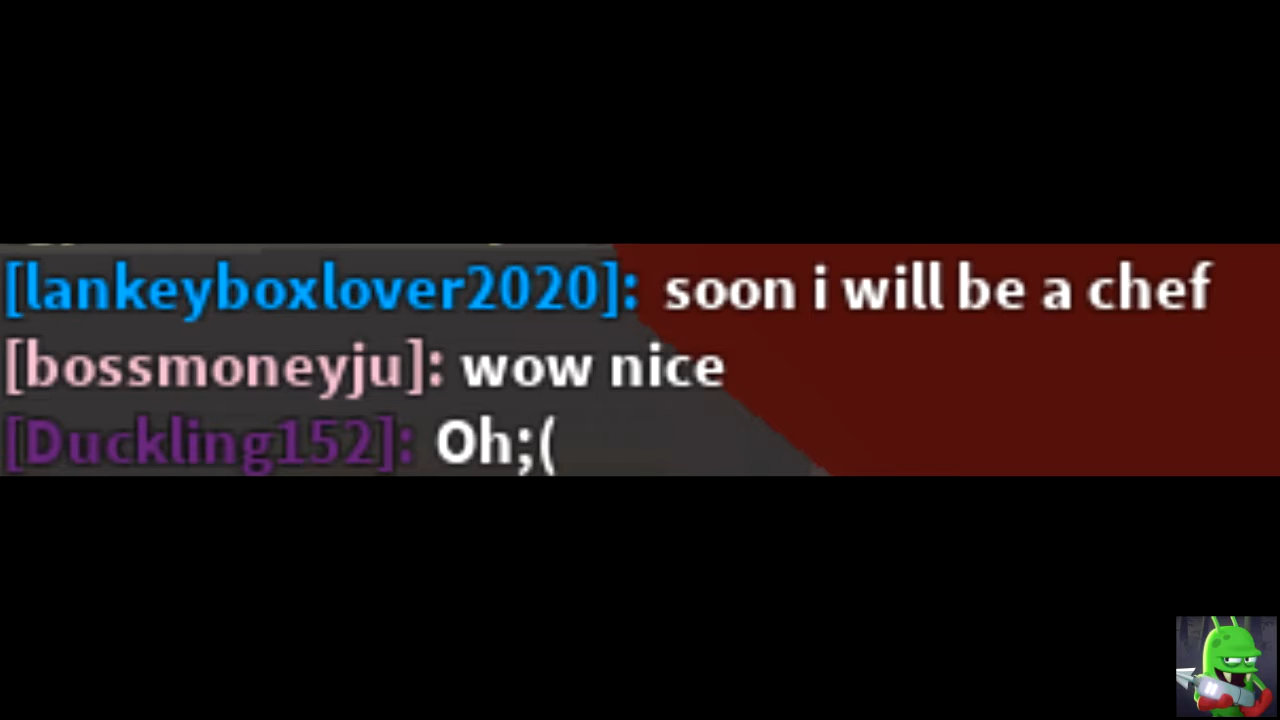 [lankeyboxlover2020]: soon i will be a chef
[bossmoneyju]: wow nice
[Duckling152]: Oh;(